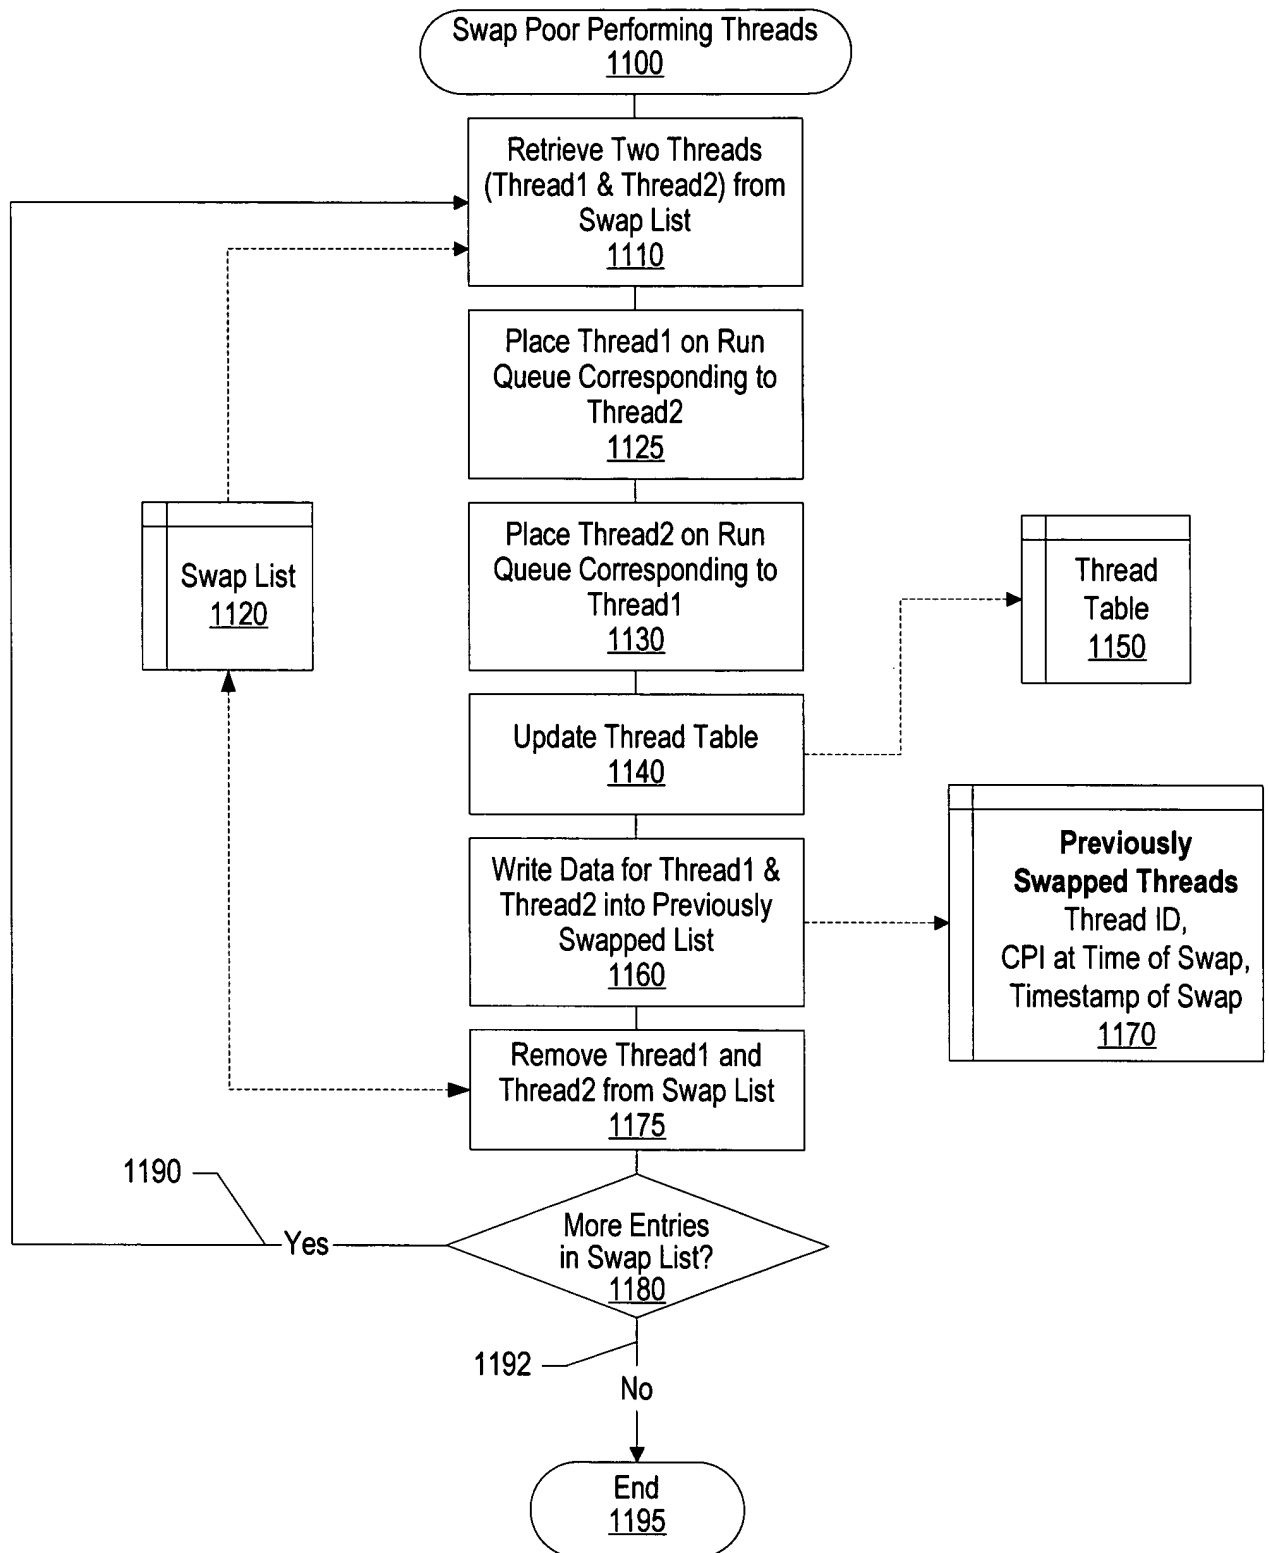 Swap Poor Performing Threads
1100
Retrieve Two Threads
(Thread1 & Thread2) from
Swap List
1110
Place Thread1 on Run
Queue Corresponding to
Thread2
1125
Swap List
1120
Place Thread2 on Run
Queue Corresponding to
Thread1
1130
Thread
Table
1150
Update Thread Table
1140
Write Data for Thread1 &
Thread2 into Previously
Swapped List
1160
Previously
Swapped Threads
Thread ID,
CPI at Time of Swap,
Timestamp of Swap
1170
Remove Thread1 and
Thread2 from Swap List
1175
1190
Yes
More Entries
in Swap List?
1180
1192
No
End
1195